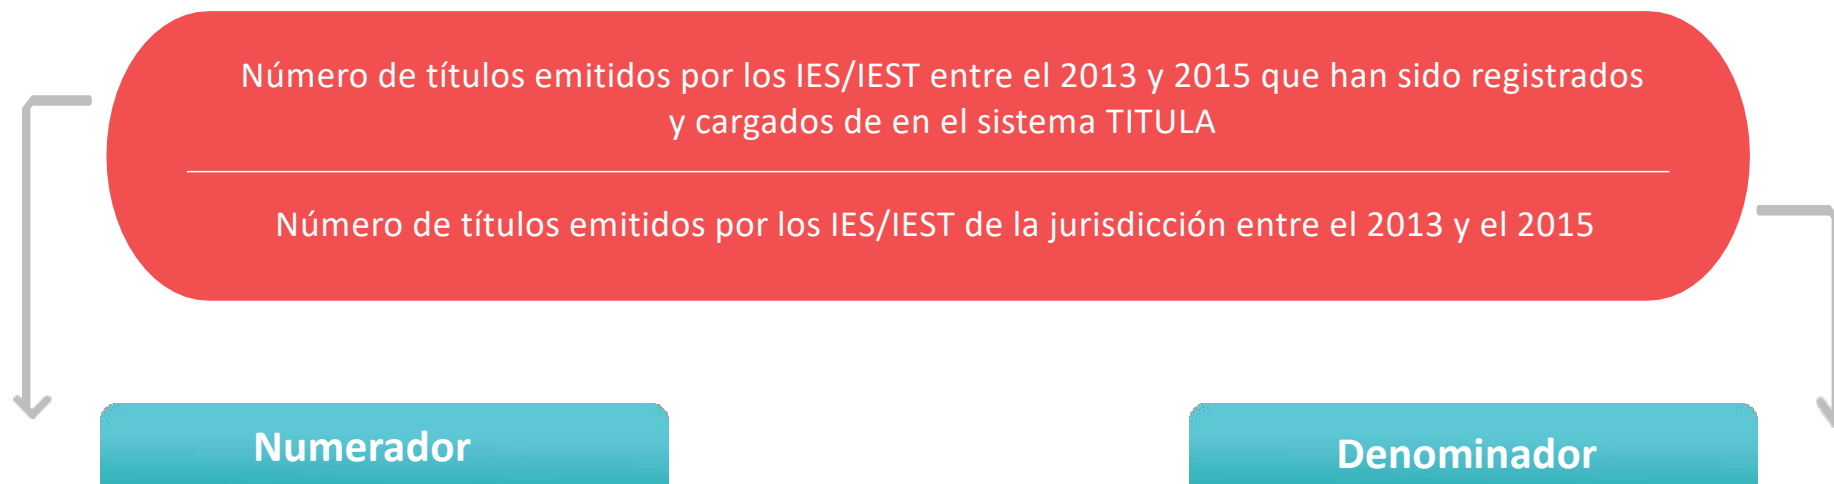 Número de títulos emitidos por los IES/IEST entre el 2013 y 2015 que han sido registrados
y cargados de en el sistema TITULA
Número de títulos emitidos por los IES/IEST de la jurisdicción entre el 2013 y el 2015
Numerador
Denominador